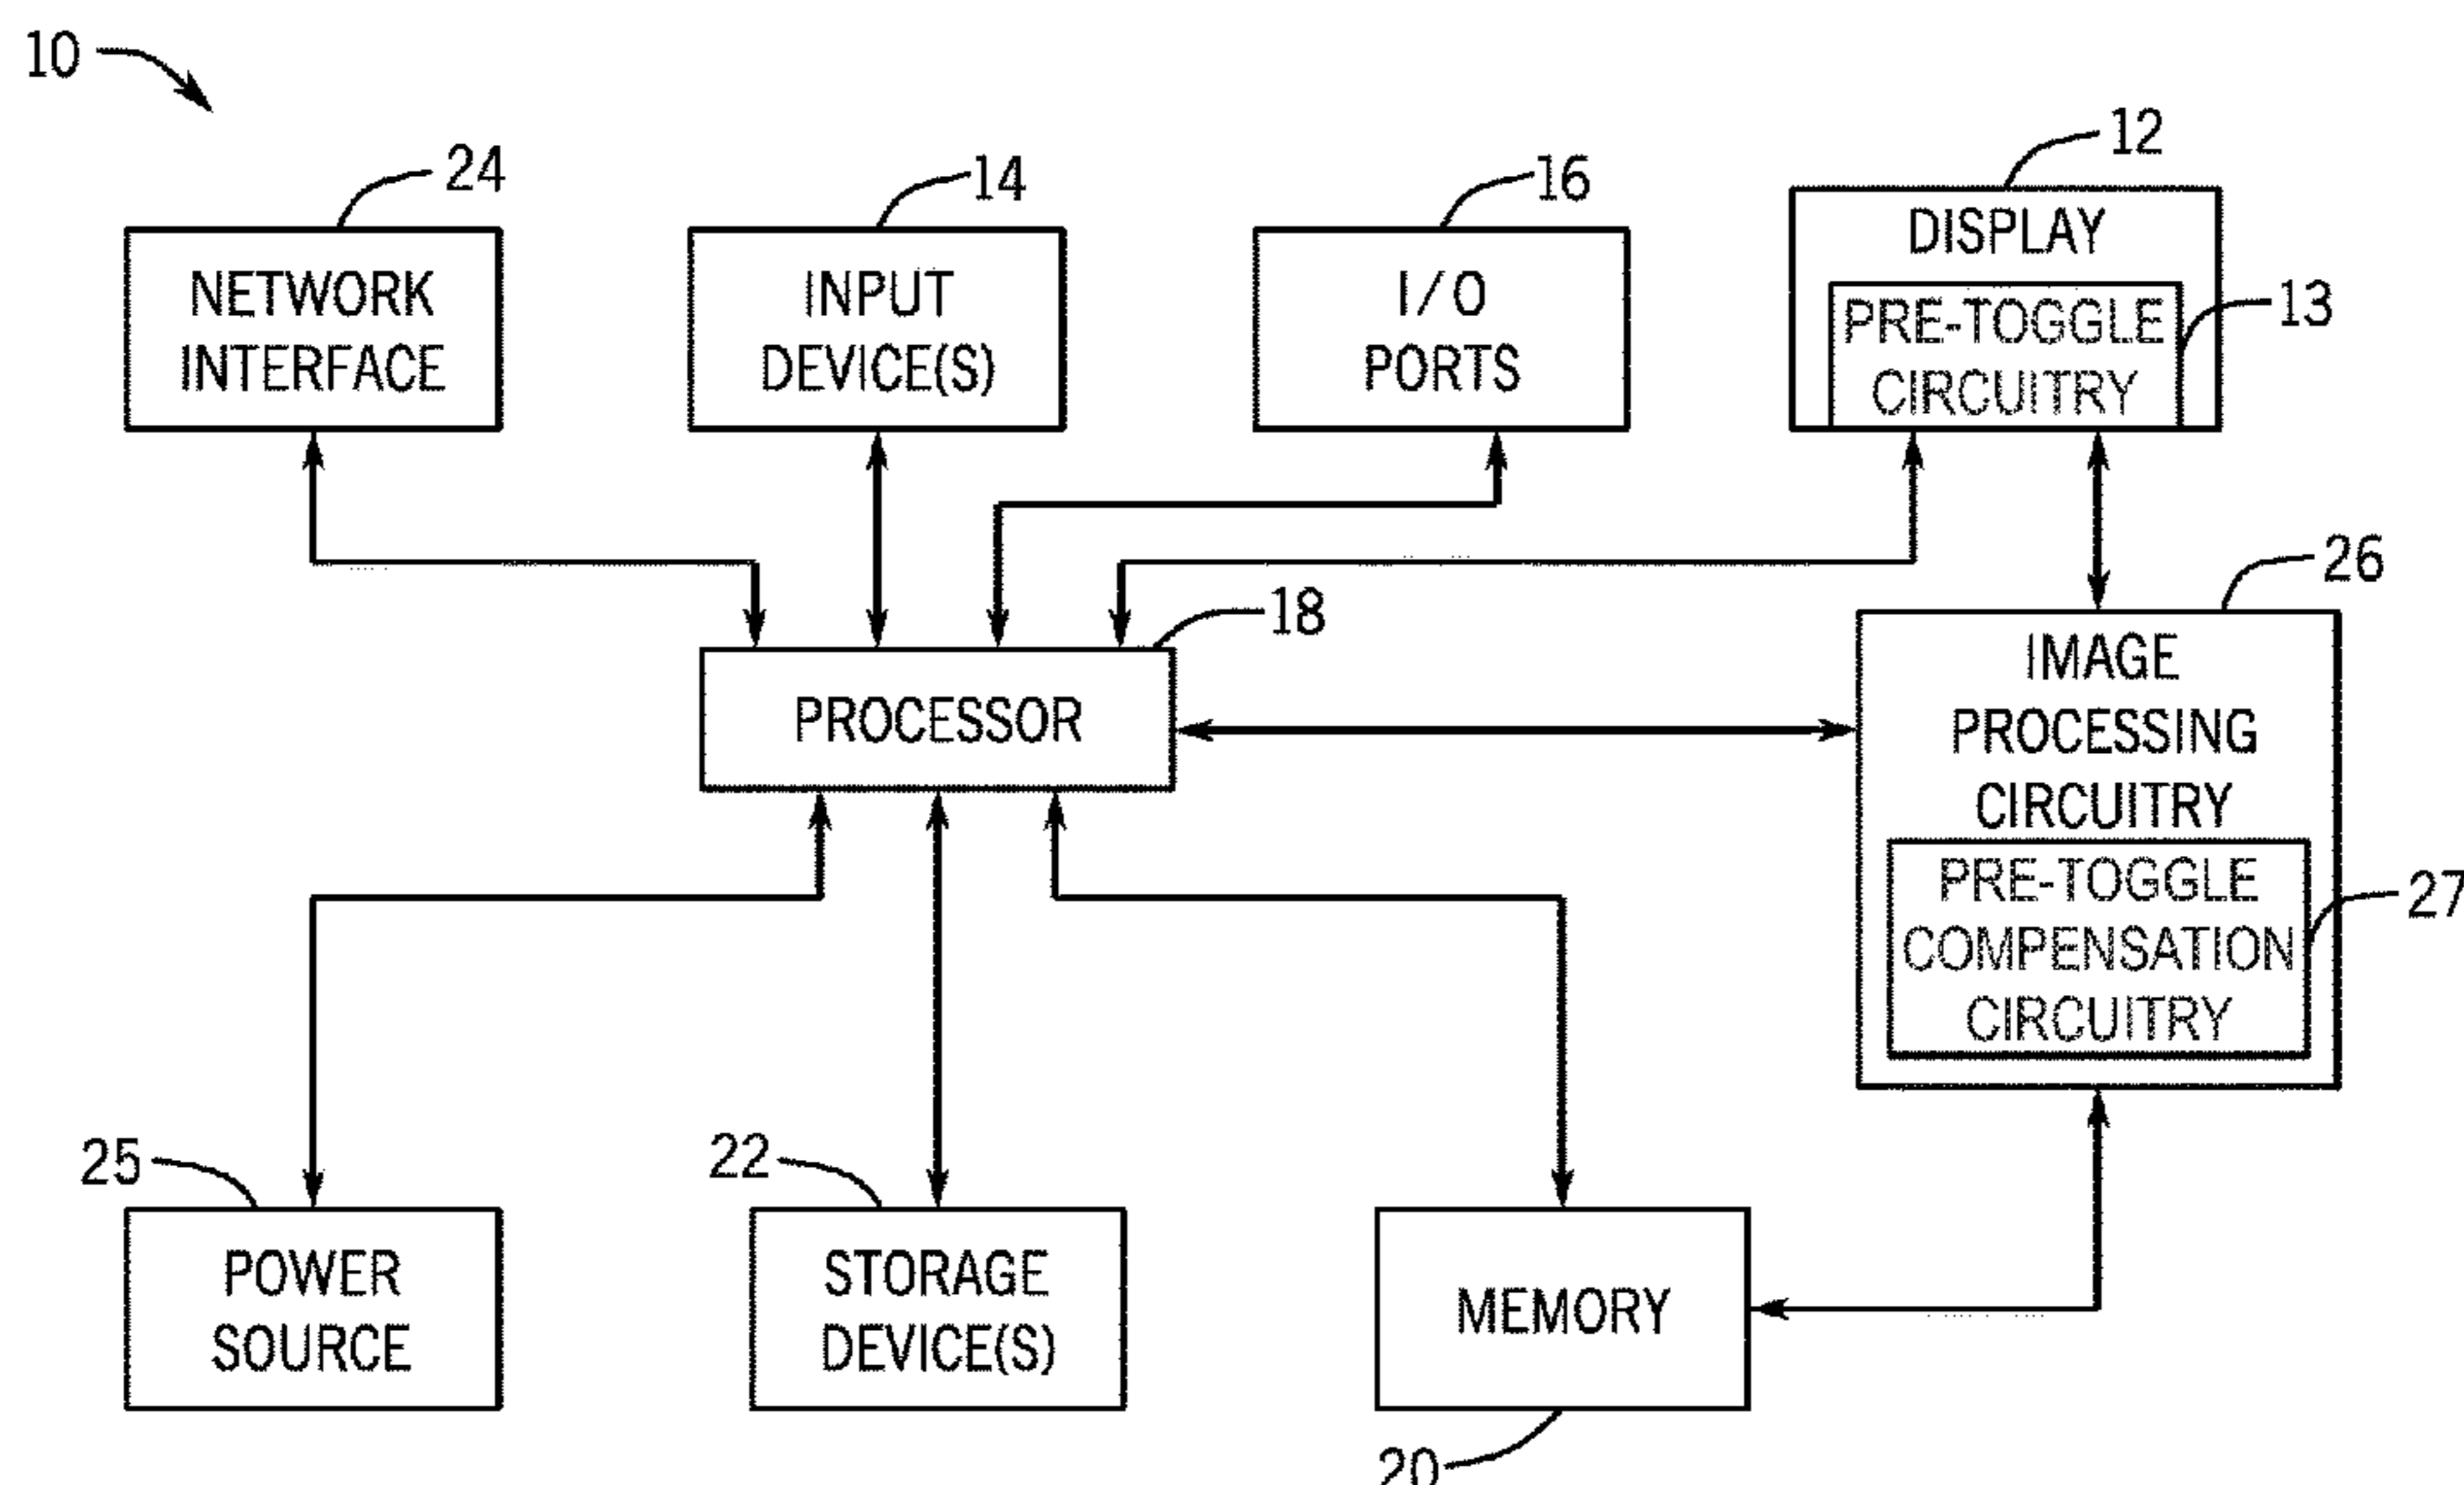 10
24
NETWORK
INTERFACE
14
INPUT
DEVICE(S)
16
I/O
PORTS
12
DISPLAY
PRE-TOGGLE
CIRCUITRY
13
18
PROCESSOR
26
IMAGE
PROCESSING
CIRCUITRY
PRE-TOGGLE
COMPENSATION
CIRCUITRY
27
25
POWER
SOURCE
22
STORAGE
DEVICE(S)
MEMORY
20